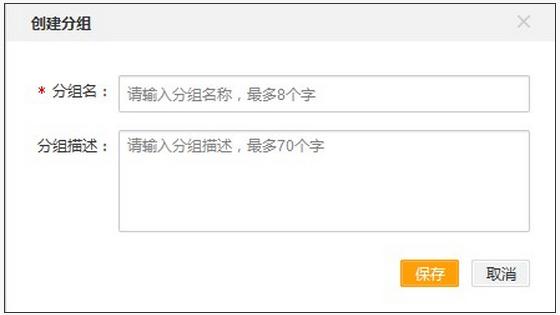 创建分组
* 分组名：
请输入分组名称，最多8个字
分组描述：
请输入分组描述，最多70个字
保存
取消